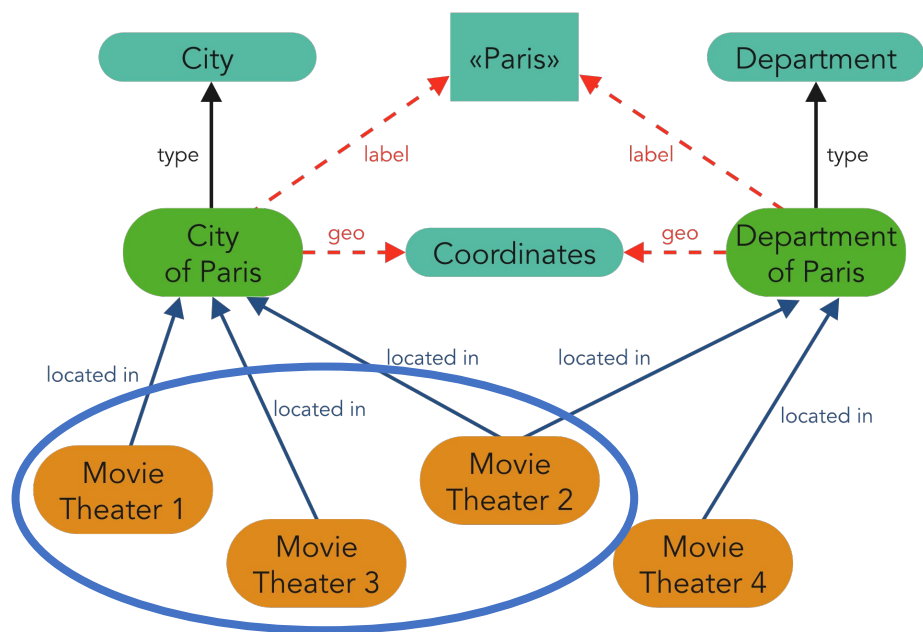 City
«Paris»
Department
type
label
label
type
City
of Paris
geo
Coordinates
geo
Department
of Paris
located in
located in
located in
located in
located in
Movie
Theater 1
Movie
Theater 2
Movie
Theater 3
Movie
Theater 4